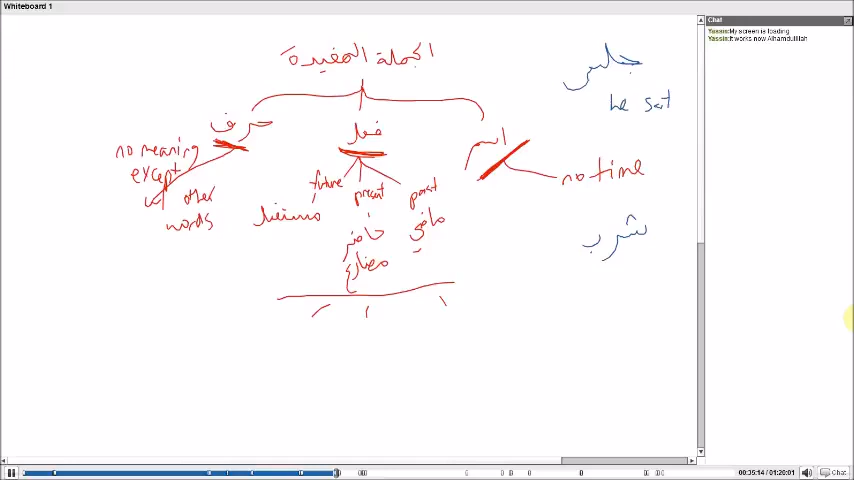 Whiteboard 1
Chat
Yassin:My screen is loading
Yassin:It works now Alhamdulillah
الجملة المفيدة
جلس
he sat
اسم
فعل
حرف
no time
past
present
future
no meaning
except
w/ other
words
ماضي
حاضر
مضارع
مستقبل
شرب
00:35:14 / 01:20:01
Chat